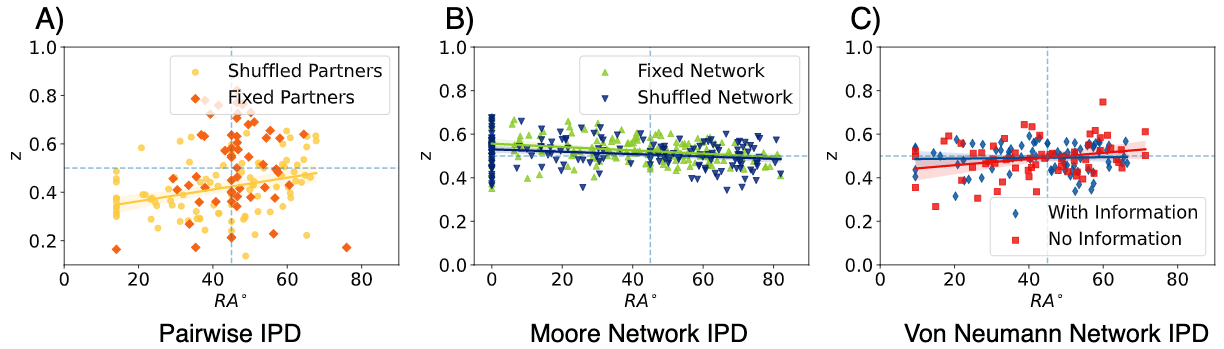 A)
1.0
0.8
0.6
0.4
0.2
z
0 20 40 60 80
RA°
Shuffled Partners
Fixed Partners
Pairwise IPD
B)
1.0
0.8
0.6
0.4
0.2
0.0
z
0 20 40 60 80
RA°
Fixed Network
Shuffled Network
Moore Network IPD
C)
1.0
0.8
0.6
0.4
0.2
0.0
z
0 20 40 60 80
RA°
With Information
No Information
Von Neumann Network IPD